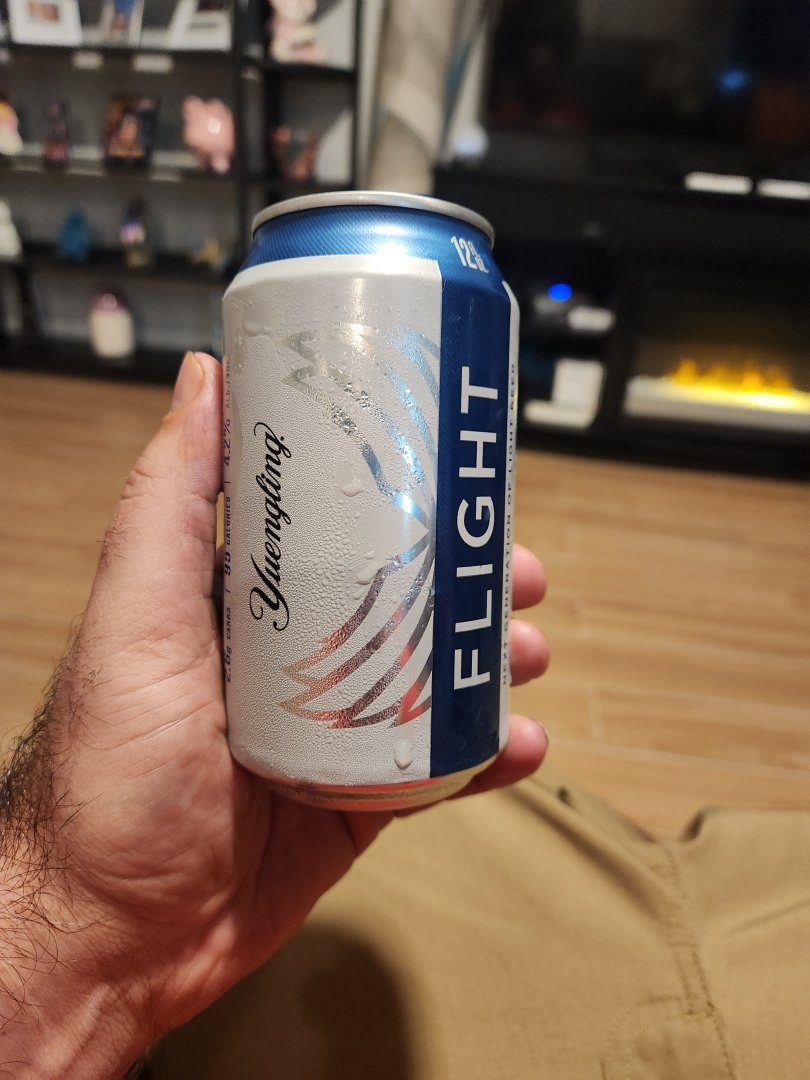 12 FL. OZ.
Yuengling
FLIGHT
NEXT GENERATION OF LIGHT BEER
2.6g CARBS | 95 CALORIES | 4.2% ALC./VOL.